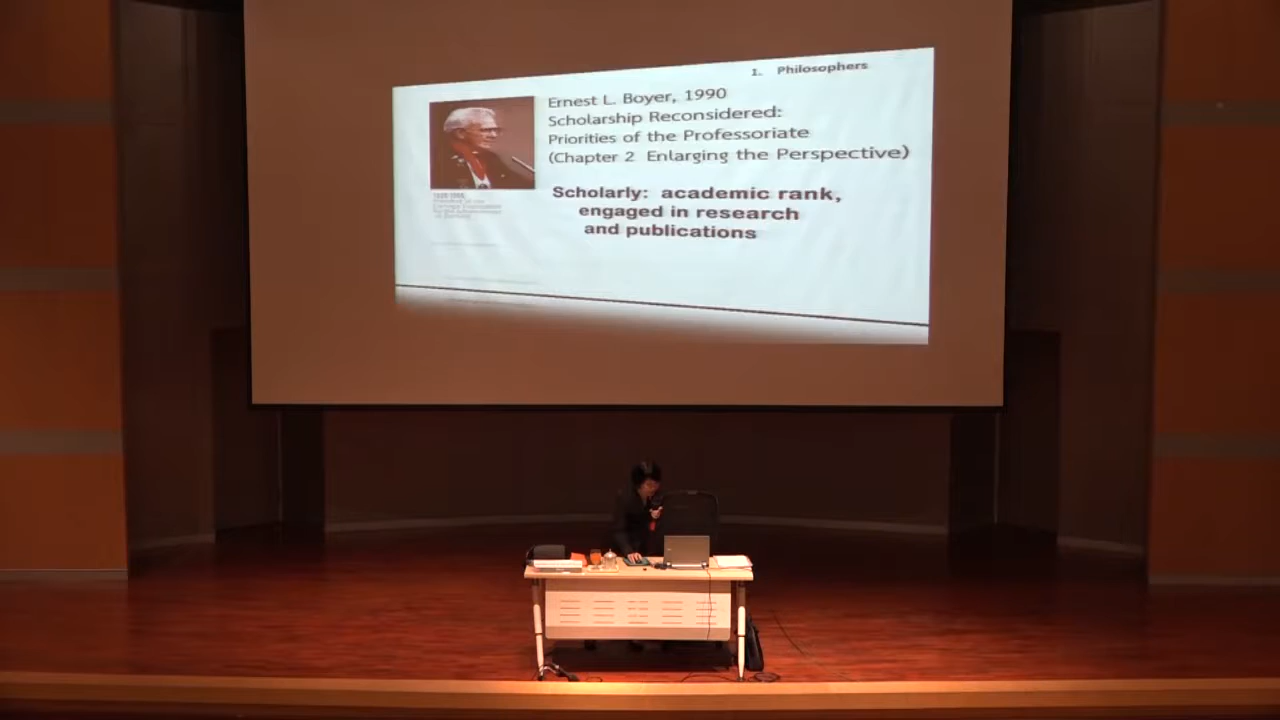 1. Philosophers
Ernest L. Boyer, 1990
Scholarship Reconsidered:
Priorities of the Professoriate
(Chapter 2 Enlarging the Perspective)
Scholarly: academic rank,
engaged in research
and publications